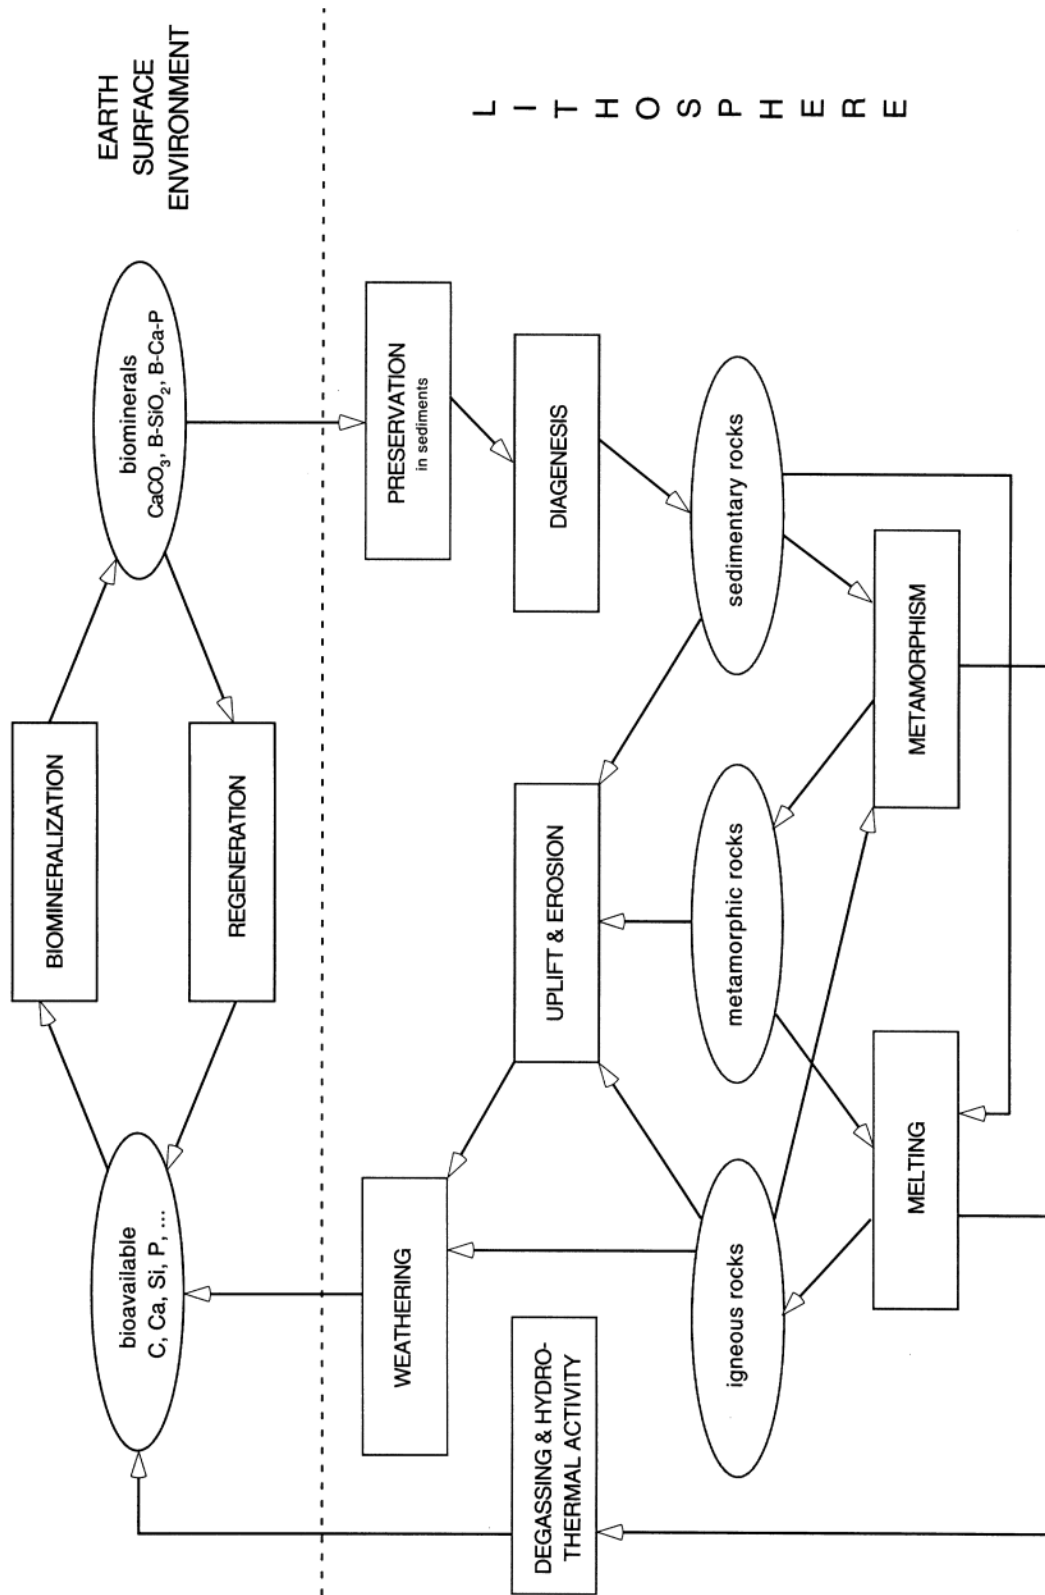 EARTH
SURFACE
ENVIRONMENT
BIOMINERALIZATION
bioavailable
C, Ca, Si, P, ...
biominerals
CaCO₃, B-SiO₂, B-Ca-P
REGENERATION
LITHOSPHERE
WEATHERING
PRESERVATION
in sediments
DEGASSING & HYDRO-
THERMAL ACTIVITY
UPLIFT & EROSION
DIAGENESIS
igneous rocks
metamorphic rocks
sedimentary rocks
MELTING
METAMORPHISM